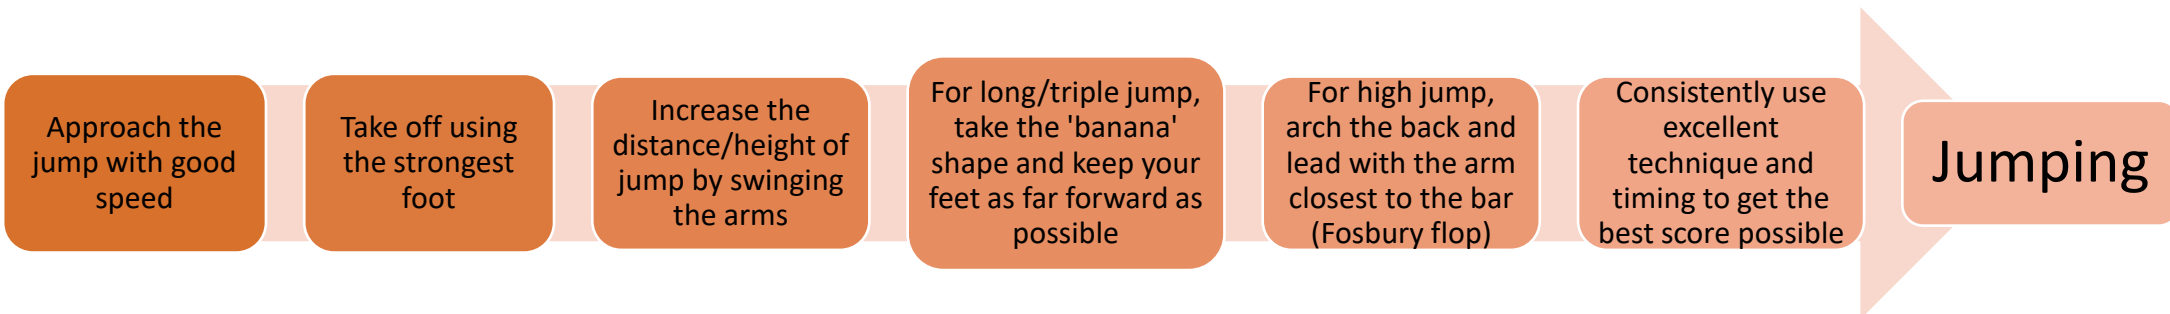 Approach the
jump with good
speed
Take off using
the strongest
foot
Increase the
distance/height of
jump by swinging
the arms
For long/triple jump,
take the 'banana'
shape and keep your
feet as far forward as
possible
For high jump,
arch the back and
lead with the arm
closest to the bar
(Fosbury flop)
Consistently use
excellent
technique and
timing to get the
best score possible
Jumping